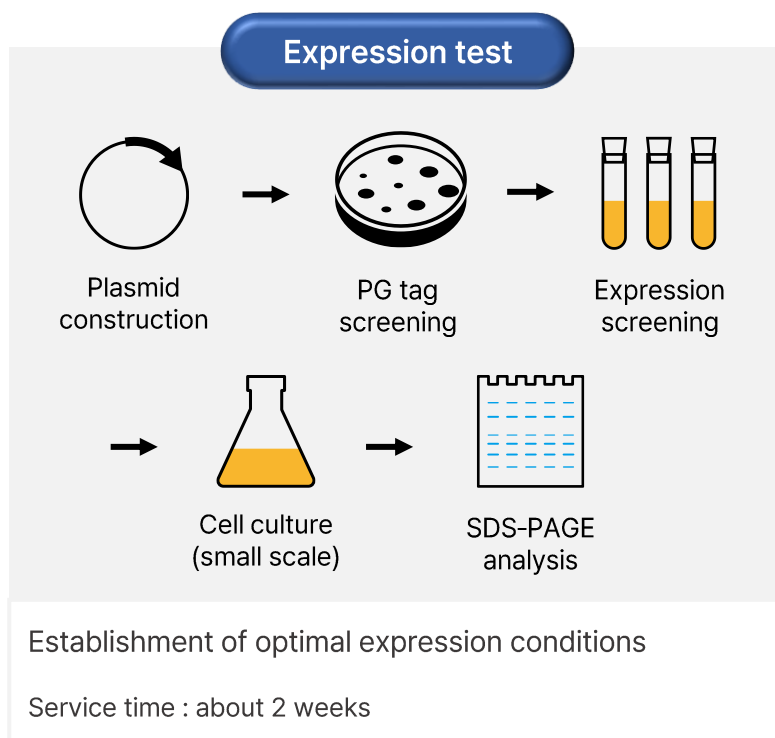 Expression test
Plasmid
construction
PG tag
screening
Expression
screening
Cell culture
(small scale)
SDS-PAGE
analysis
Establishment of optimal expression conditions
Service time : about 2 weeks